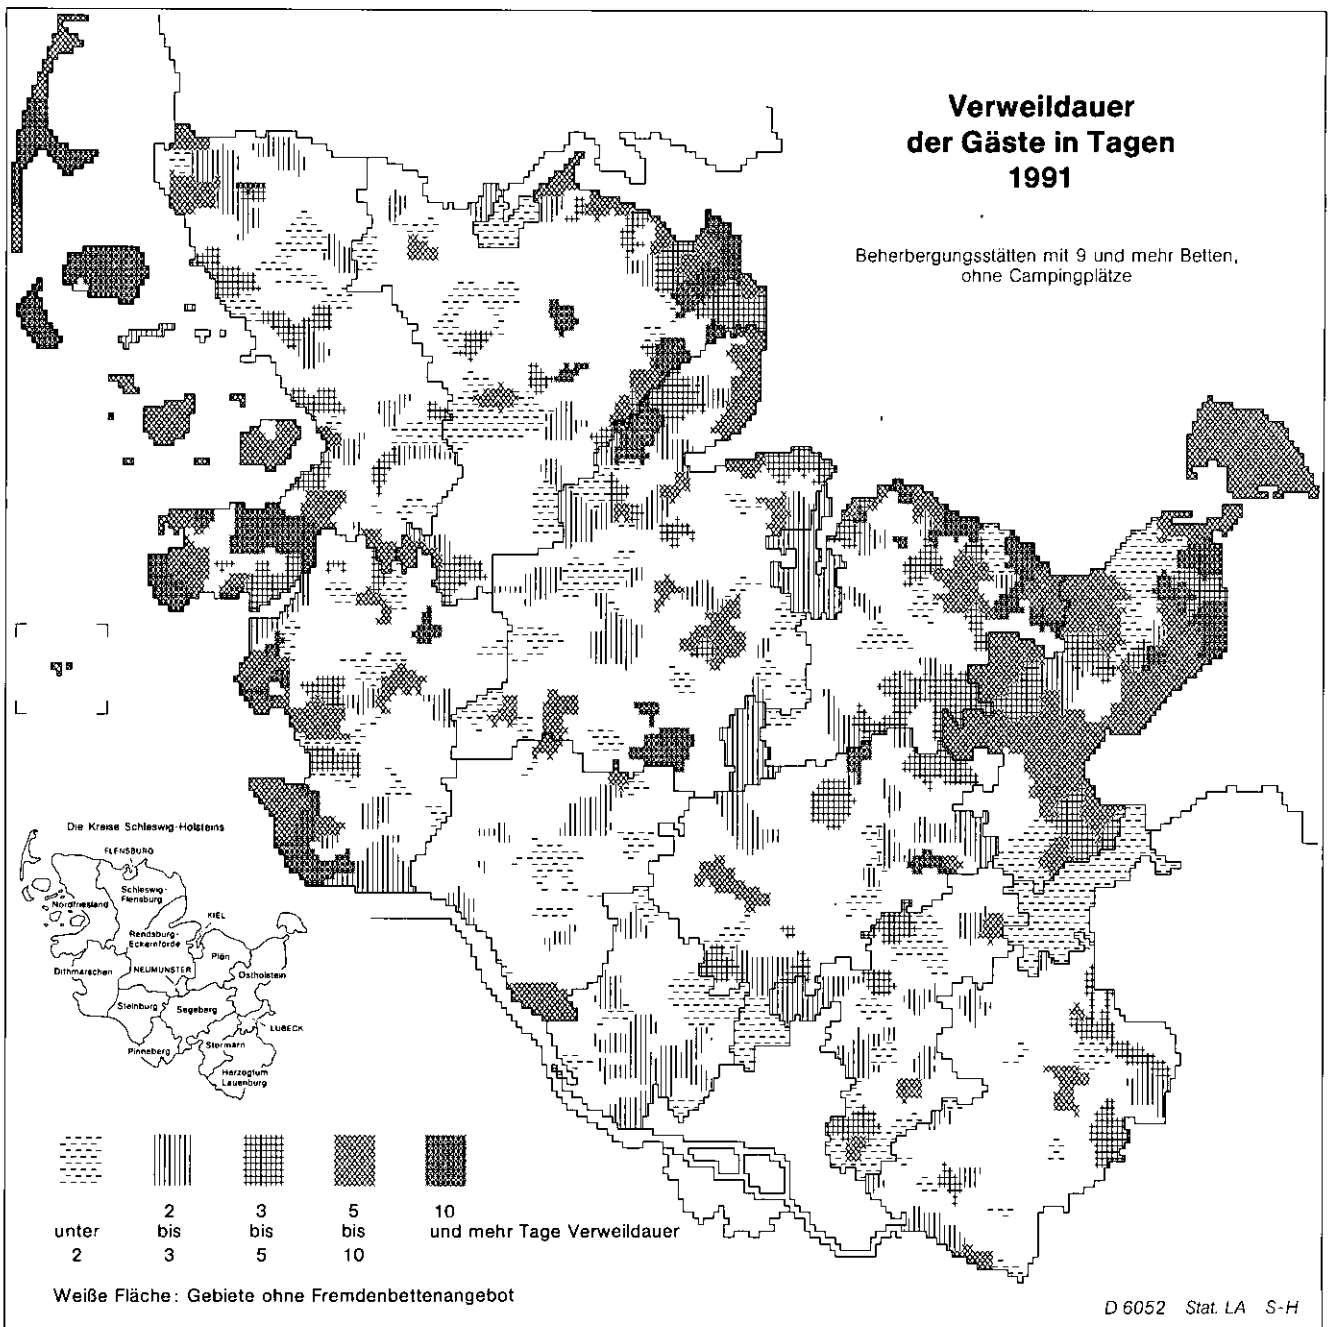 Verweildauer
der Gäste in Tagen
1991
Beherbergungsstätten mit 9 und mehr Betten,
ohne Campingplätze
Die Kreise Schleswig-Holsteins
FLENSBURG
Schleswig-
Flensburg
Nordfriesland
KIEL
Rendsburg-
Eckernförde
Plön
Dithmarschen
NEUMÜNSTER
Ostholstein
Steinburg
Segeberg
LÜBECK
Pinneberg
Stormarn
Herzogtum
Lauenburg
2 3 5 10
unter bis bis bis und mehr Tage Verweildauer
2 3 5 10
Weiße Fläche: Gebiete ohne Fremdenbettenangebot
D 6052 Stat. LA S-H